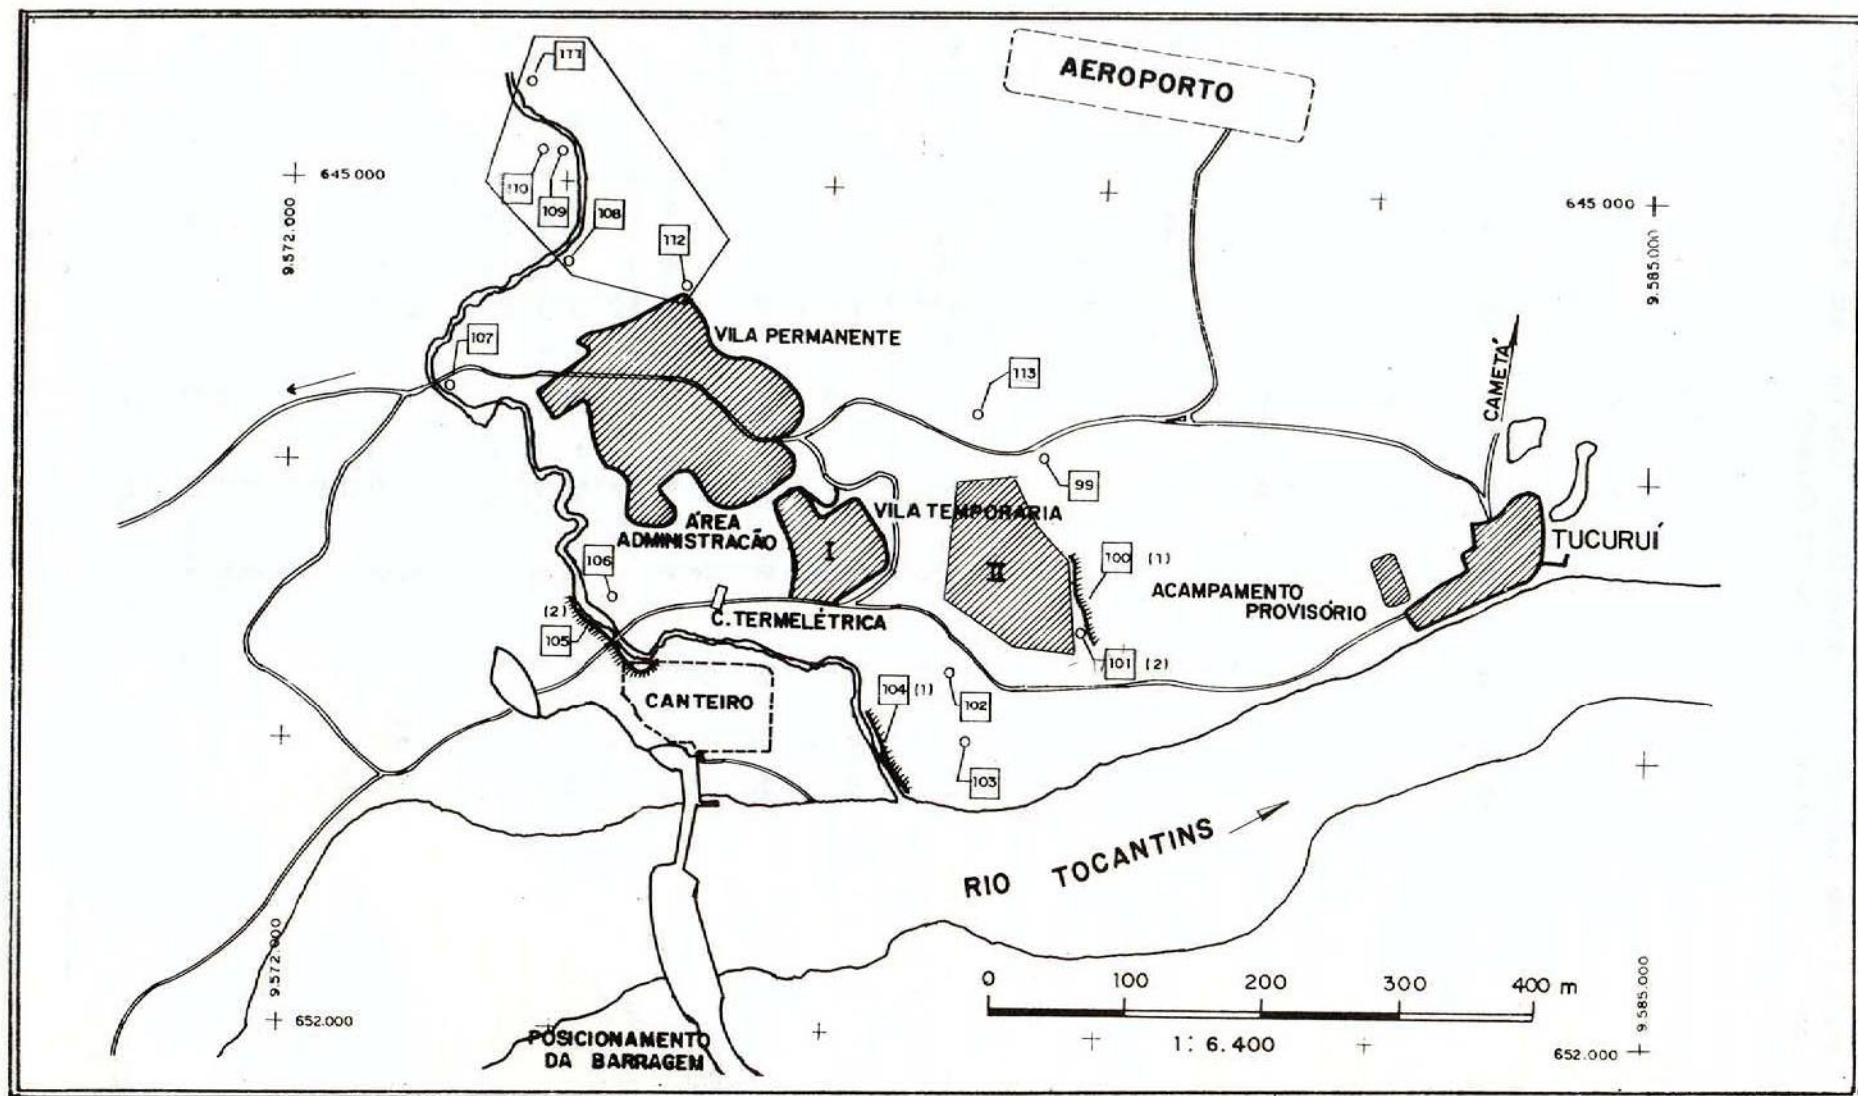 AEROPORTO
111
645 000
110
109
108
645 000
9.572.000
112
9.585.000
VILA PERMANENTE
107
CAMETÁ
113
99
VILA TEMPORARIA
ÁREA
ADMINISTRACÃO
I
II
TUCURUÍ
106
100 (1)
ACAMPAMENTO
PROVISÓRIO
(2)
105
C. TERMELÉTRICA
101 (2)
CANTEIRO
104 (1)
102
103
RIO TOCANTINS
9.572.000
652.000
0 100 200 300 400 m
1: 6.400
9.585.000
652.000
POSICIONAMENTO
DA BARRAGEM